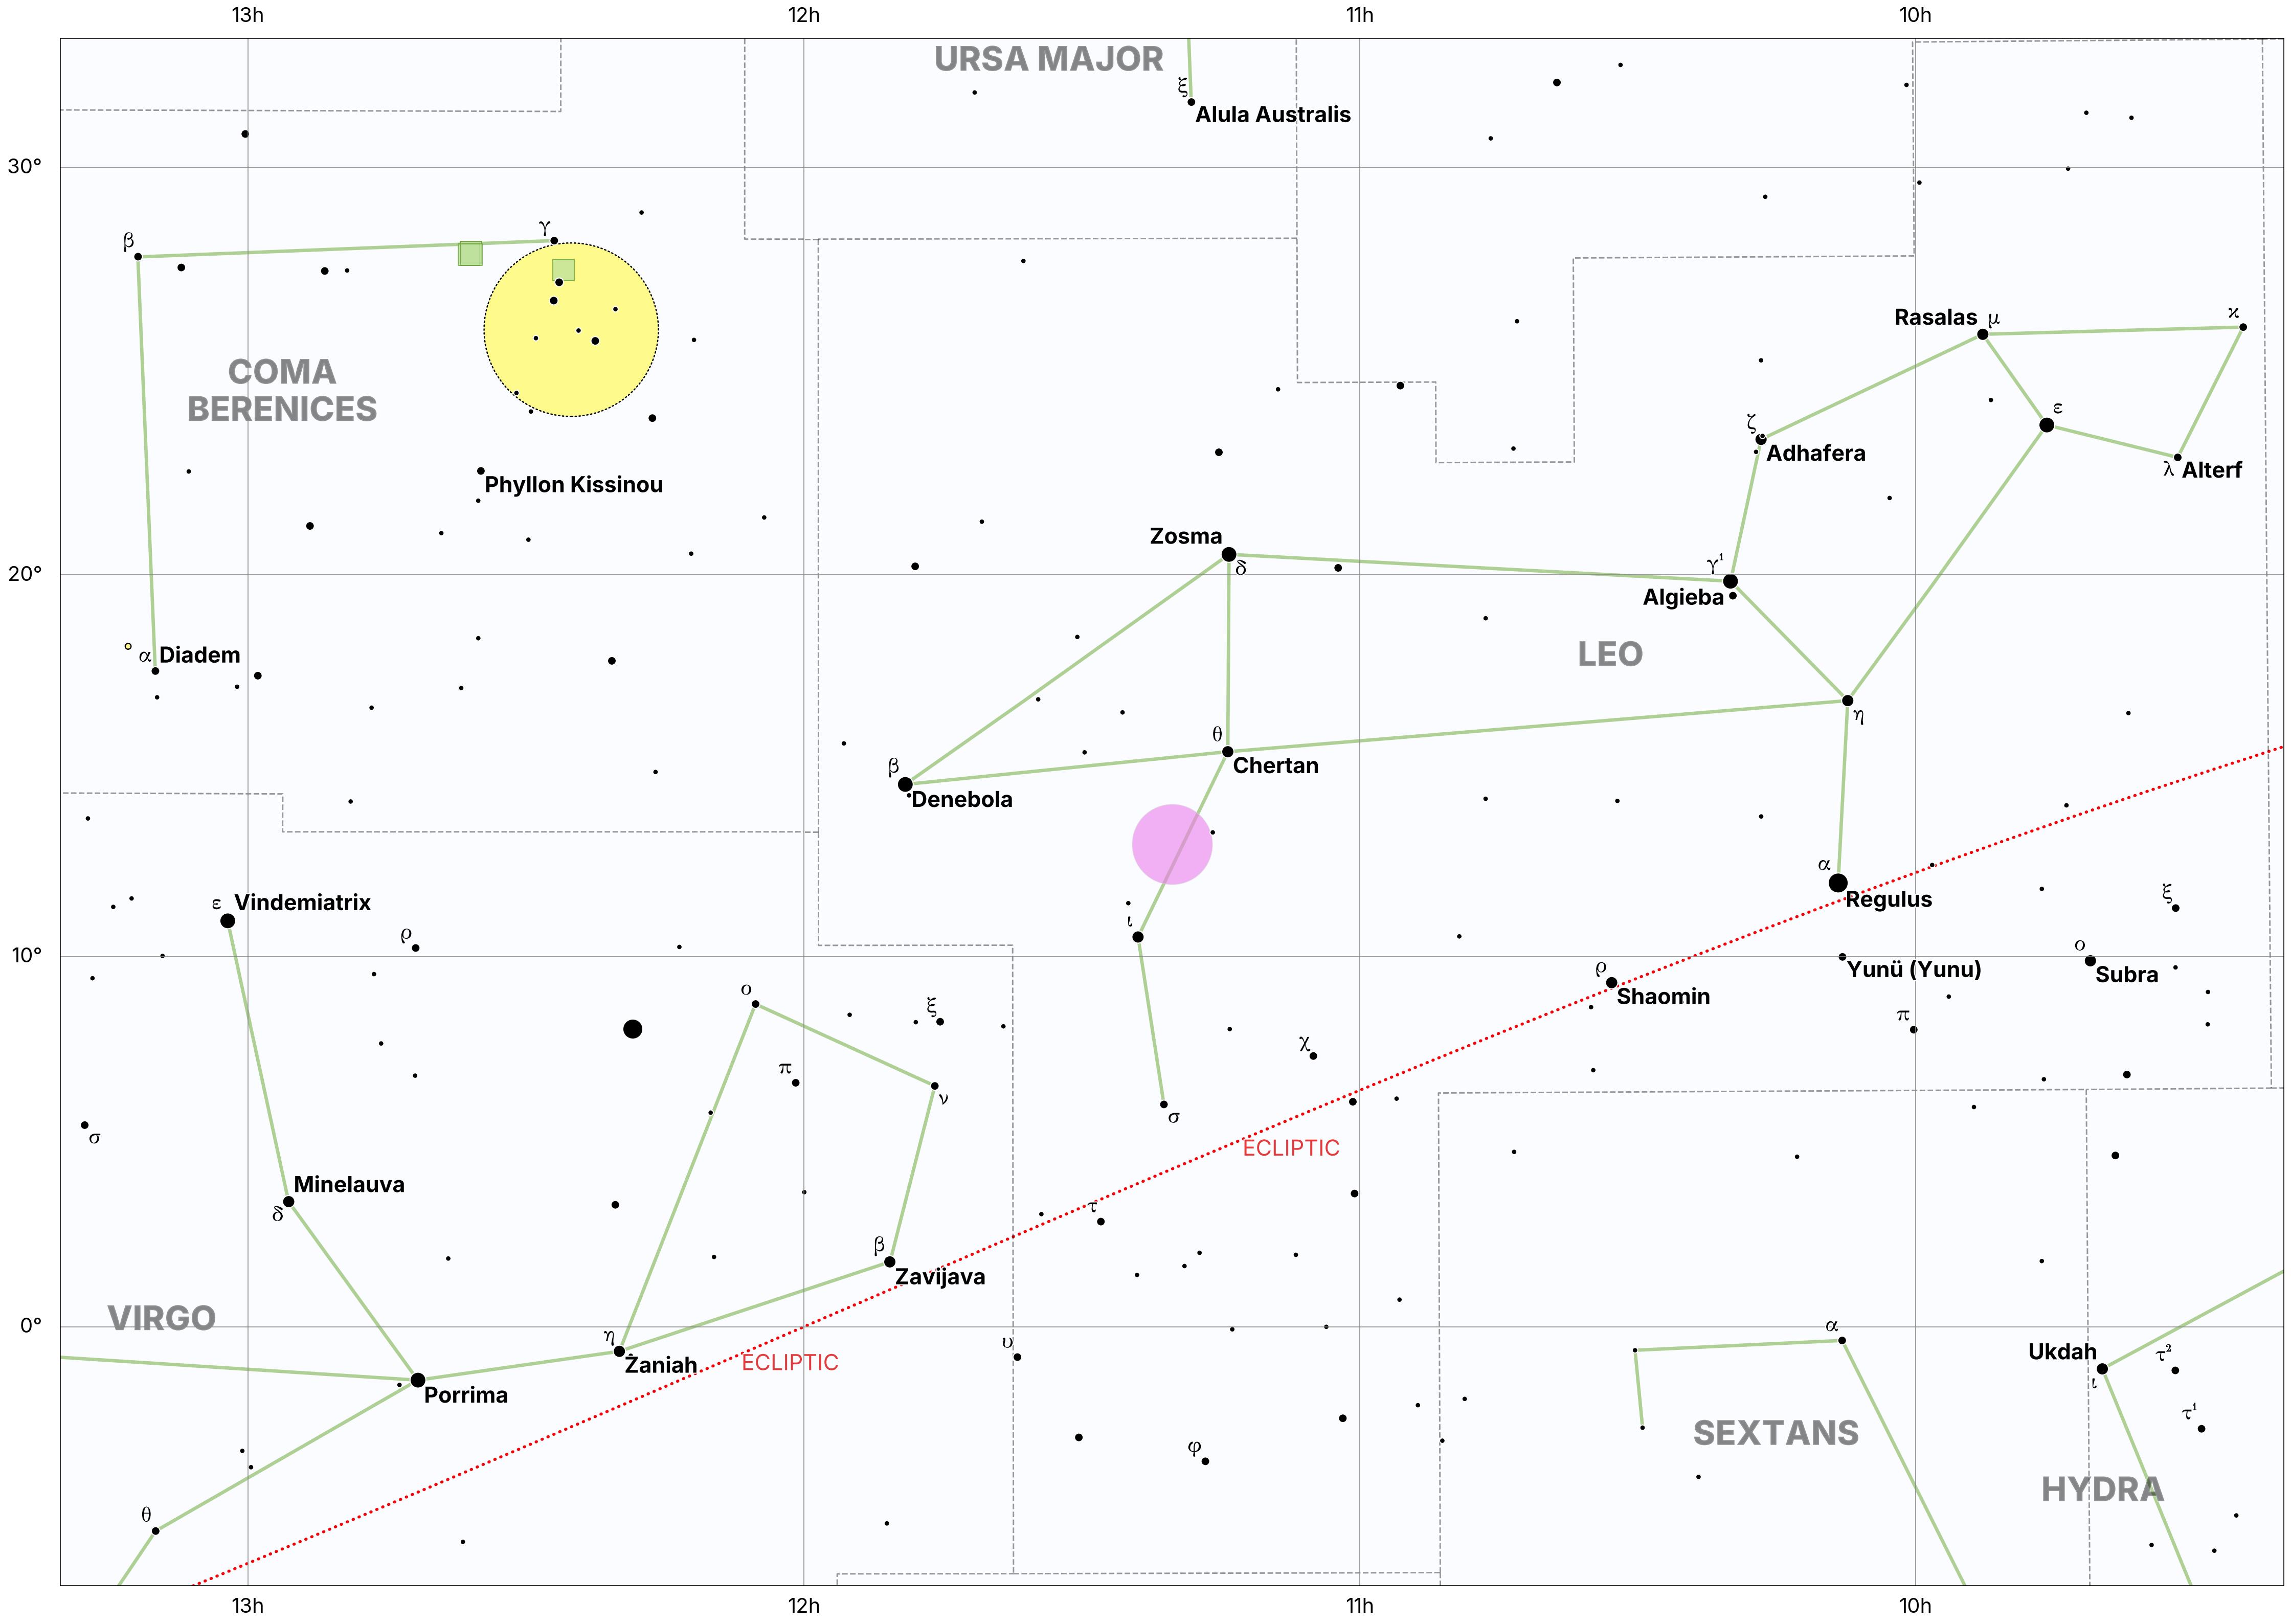 13h
12h
11h
10h
URSA MAJOR
ξ
Alula Australis
30°
β
γ
COMA
BERENICES
Rasalas μ
ϰ
ε
ζ
Adhafera
λ Alterf
Phyllon Kissinou
Zosma
δ
20°
γ¹
Algieba
α Diadem
LEO
η
θ
Chertan
β
Denebola
α
Regulus
ε Vindemiatrix
ρ
ι
ξ
10°
ο
Subra
Yunü (Yunu)
ρ
Shaomin
ο
ξ
π
χ
π
ν
σ
σ
ECLIPTIC
Minelauva
δ
τ
β
Zavijava
VIRGO
0°
η
Zaniah
ECLIPTIC
υ
α
Ukdah
ι
τ²
Porrima
τ¹
SEXTANS
φ
HYDRA
θ
13h
12h
11h
10h